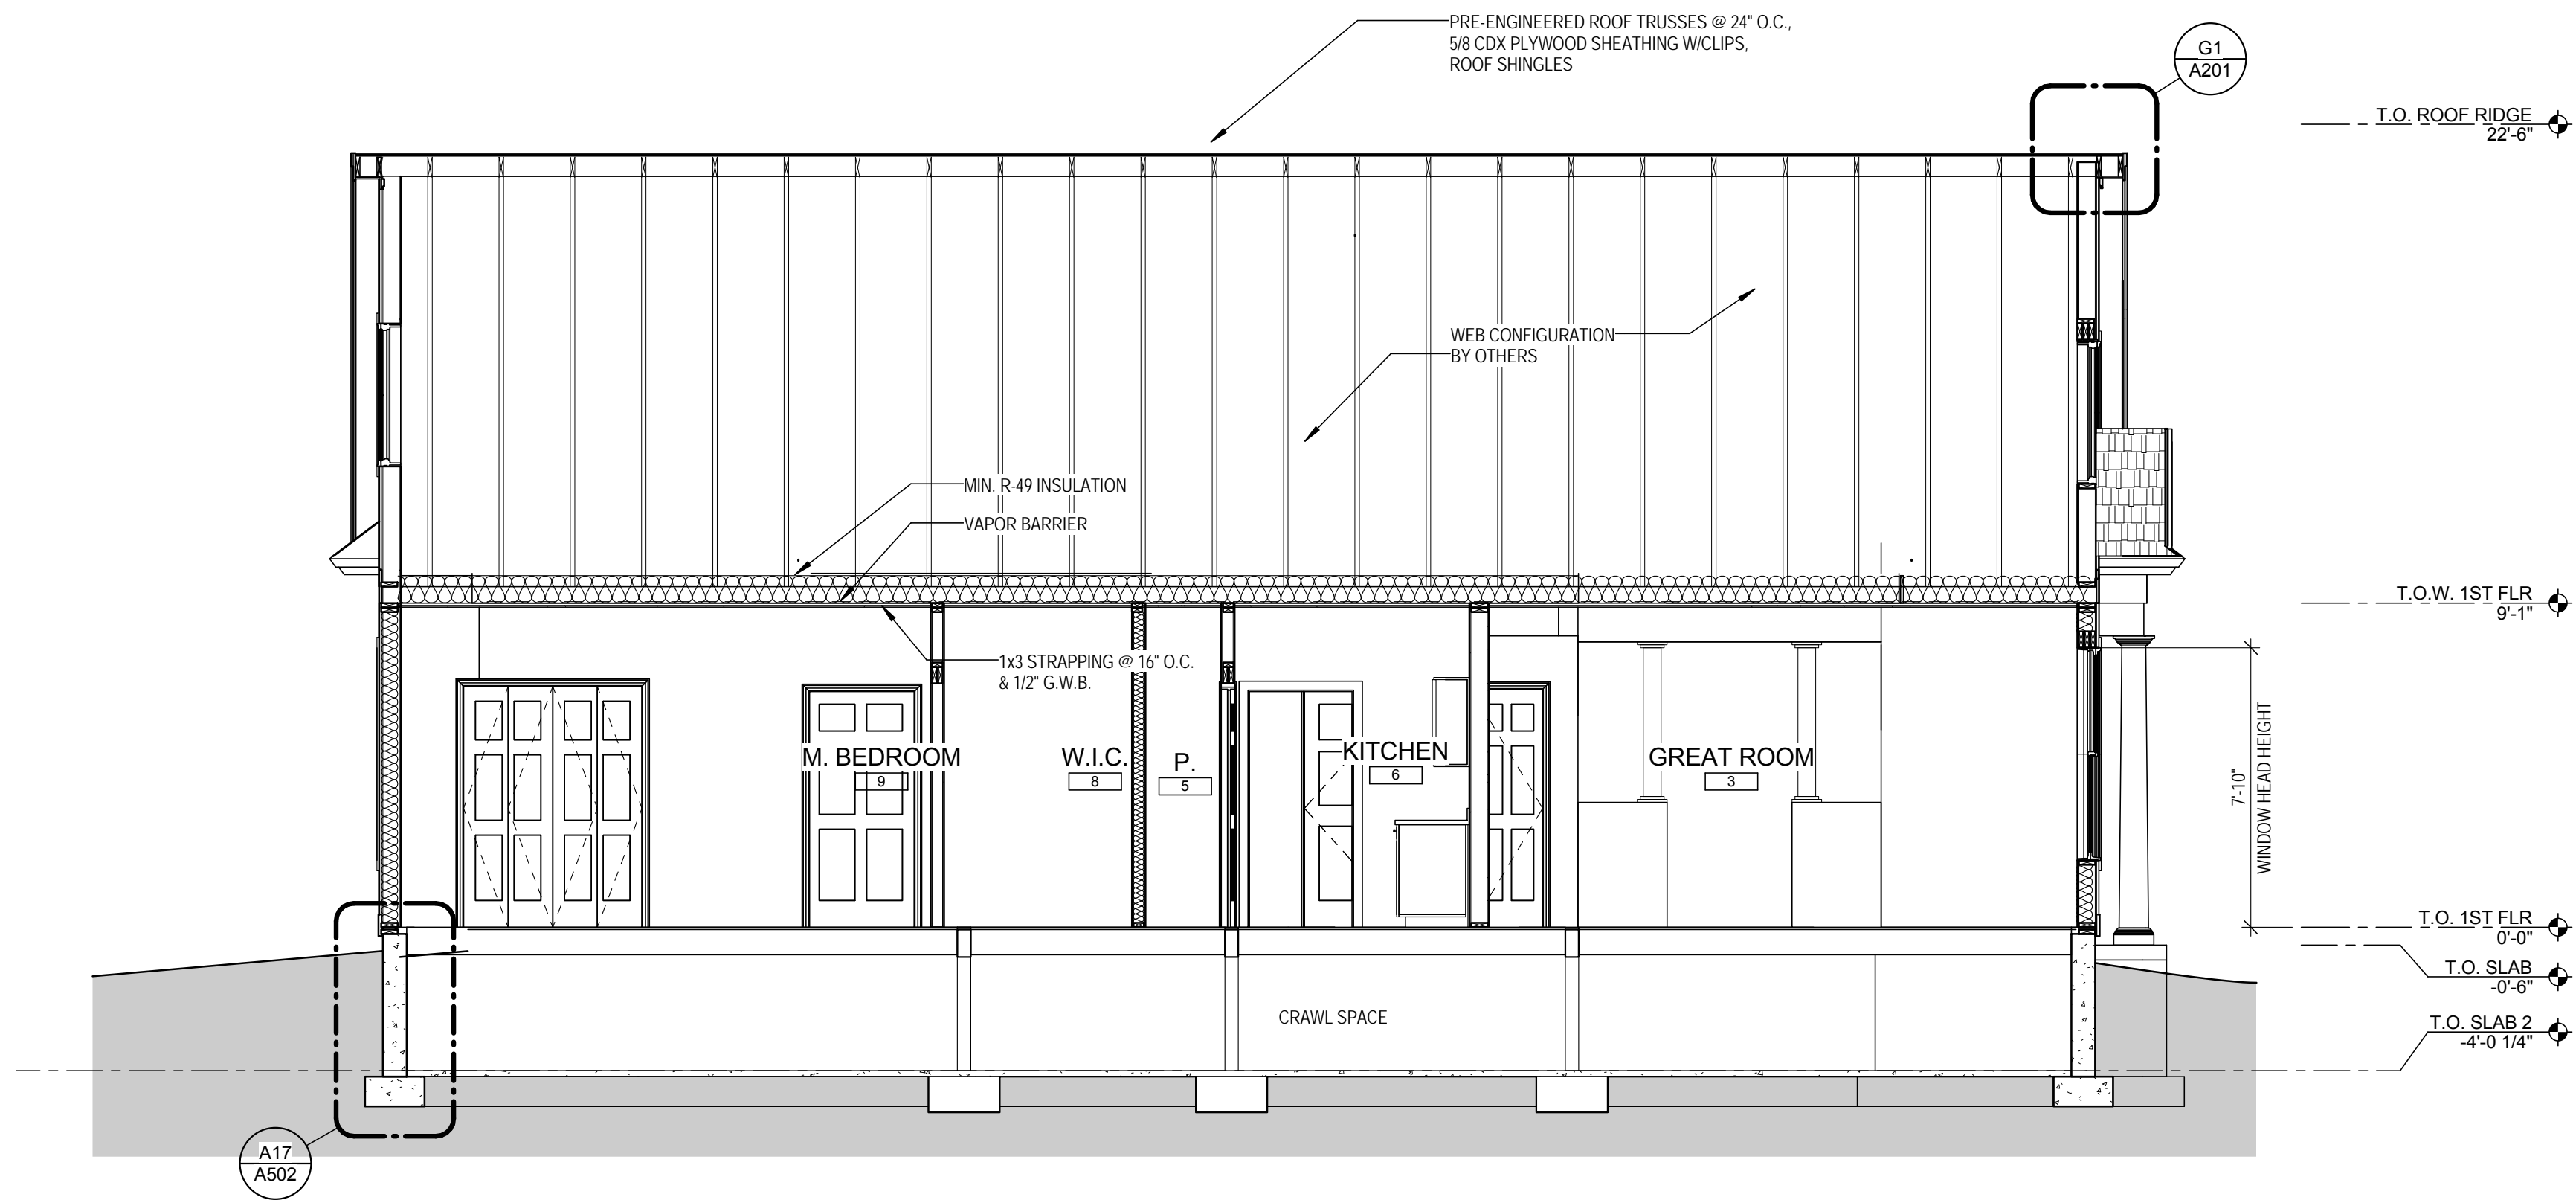 PRE-ENGINEERED ROOF TRUSSES @ 24" O.C.,
5/8 CDX PLYWOOD SHEATHING W/CLIPS,
ROOF SHINGLES
G1
A201
T.O. ROOF RIDGE
22'-6"
WEB CONFIGURATION
BY OTHERS
MIN. R-49 INSULATION
VAPOR BARRIER
T.O.W. 1ST FLR
9'-1"
1x3 STRAPPING @ 16" O.C.
& 1/2" G.W.B.
M. BEDROOM
9
W.I.C.
8
P.
5
KITCHEN
6
GREAT ROOM
3
7'-10"
WINDOW HEAD HEIGHT
T.O. 1ST FLR
0'-0"
T.O. SLAB
-0'-6"
CRAWL SPACE
T.O. SLAB 2
-4'-0 1/4"
A17
A502